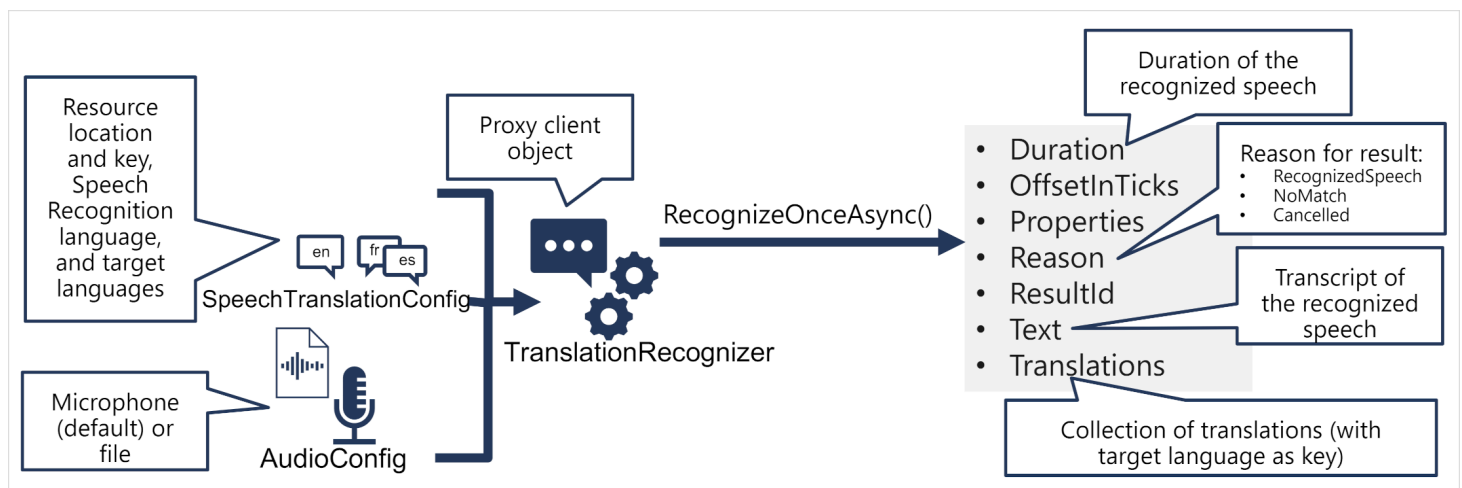 Resource
location
and key,
Speech
Recognition
language,
and target
languages
en
fr
es
SpeechTranslationConfig
Microphone
(default) or
file
AudioConfig
Proxy client
object
TranslationRecognizer
RecognizeOnceAsync()
Duration of the
recognized speech
• Duration
• OffsetInTicks
• Properties
• Reason
• ResultId
• Text
• Translations
Reason for result:
• RecognizedSpeech
• NoMatch
• Cancelled
Transcript of
the recognized
speech
Collection of translations (with
target language as key)